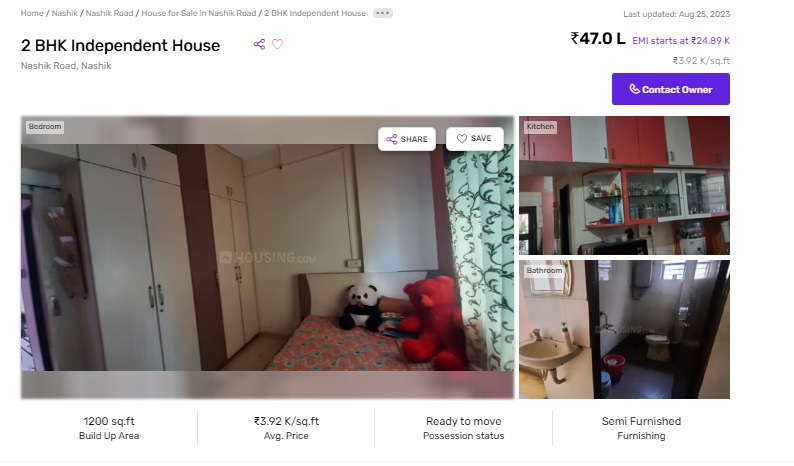 Home / Nashik / Nashik Road / House for Sale in Nashik Road / 2 BHK Independent House
Last updated: Aug 25, 2023
2 BHK Independent House
₹47.0 L EMI starts at ₹24.89 K
Nashik Road, Nashik
₹3.92 K/sq.ft
Contact Owner
Bedroom
SHARE
SAVE
Kitchen
HOUSING.COM
HOUSING
Bathroom
1200 sq.ft
Build Up Area
₹3.92 K/sq.ft
Avg. Price
Ready to move
Possession status
Semi Furnished
Furnishing